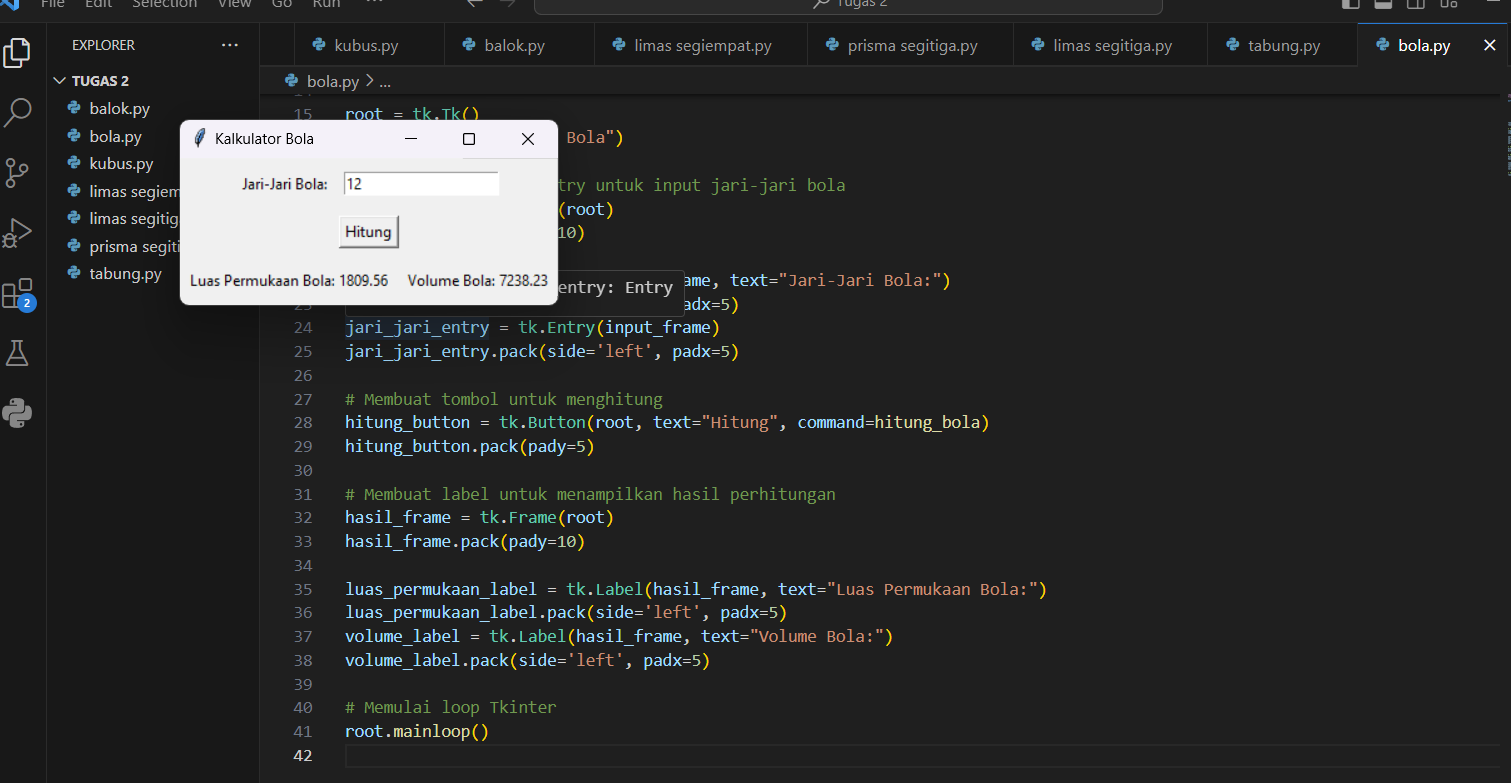 File Edit Selection View Go Run ...
Tugas 2
EXPLORER
TUGAS 2
balok.py
bola.py
kubus.py
limas segiem
limas segitig
prisma segiti
tabung.py
2
kubus.py balok.py limas segiempat.py prisma segitiga.py limas segitiga.py tabung.py bola.py
bola.py > ...
15 root = tk.Tk()
Bola")
try untuk input jari-jari bola
(root)
10)
ame, text="Jari-Jari Bola:")
entry: Entry
adx=5)
Kalkulator Bola
Jari-Jari Bola: 12
Hitung
Luas Permukaan Bola: 1809.56 Volume Bola: 7238.23
24 jari_jari_entry = tk.Entry(input_frame)
25 jari_jari_entry.pack(side='left', padx=5)
26
27 # Membuat tombol untuk menghitung
28 hitung_button = tk.Button(root, text="Hitung", command=hitung_bola)
29 hitung_button.pack(pady=5)
30
31 # Membuat label untuk menampilkan hasil perhitungan
32 hasil_frame = tk.Frame(root)
33 hasil_frame.pack(pady=10)
34
35 luas_permukaan_label = tk.Label(hasil_frame, text="Luas Permukaan Bola:")
36 luas_permukaan_label.pack(side='left', padx=5)
37 volume_label = tk.Label(hasil_frame, text="Volume Bola:")
38 volume_label.pack(side='left', padx=5)
39
40 # Memulai loop Tkinter
41 root.mainloop()
42